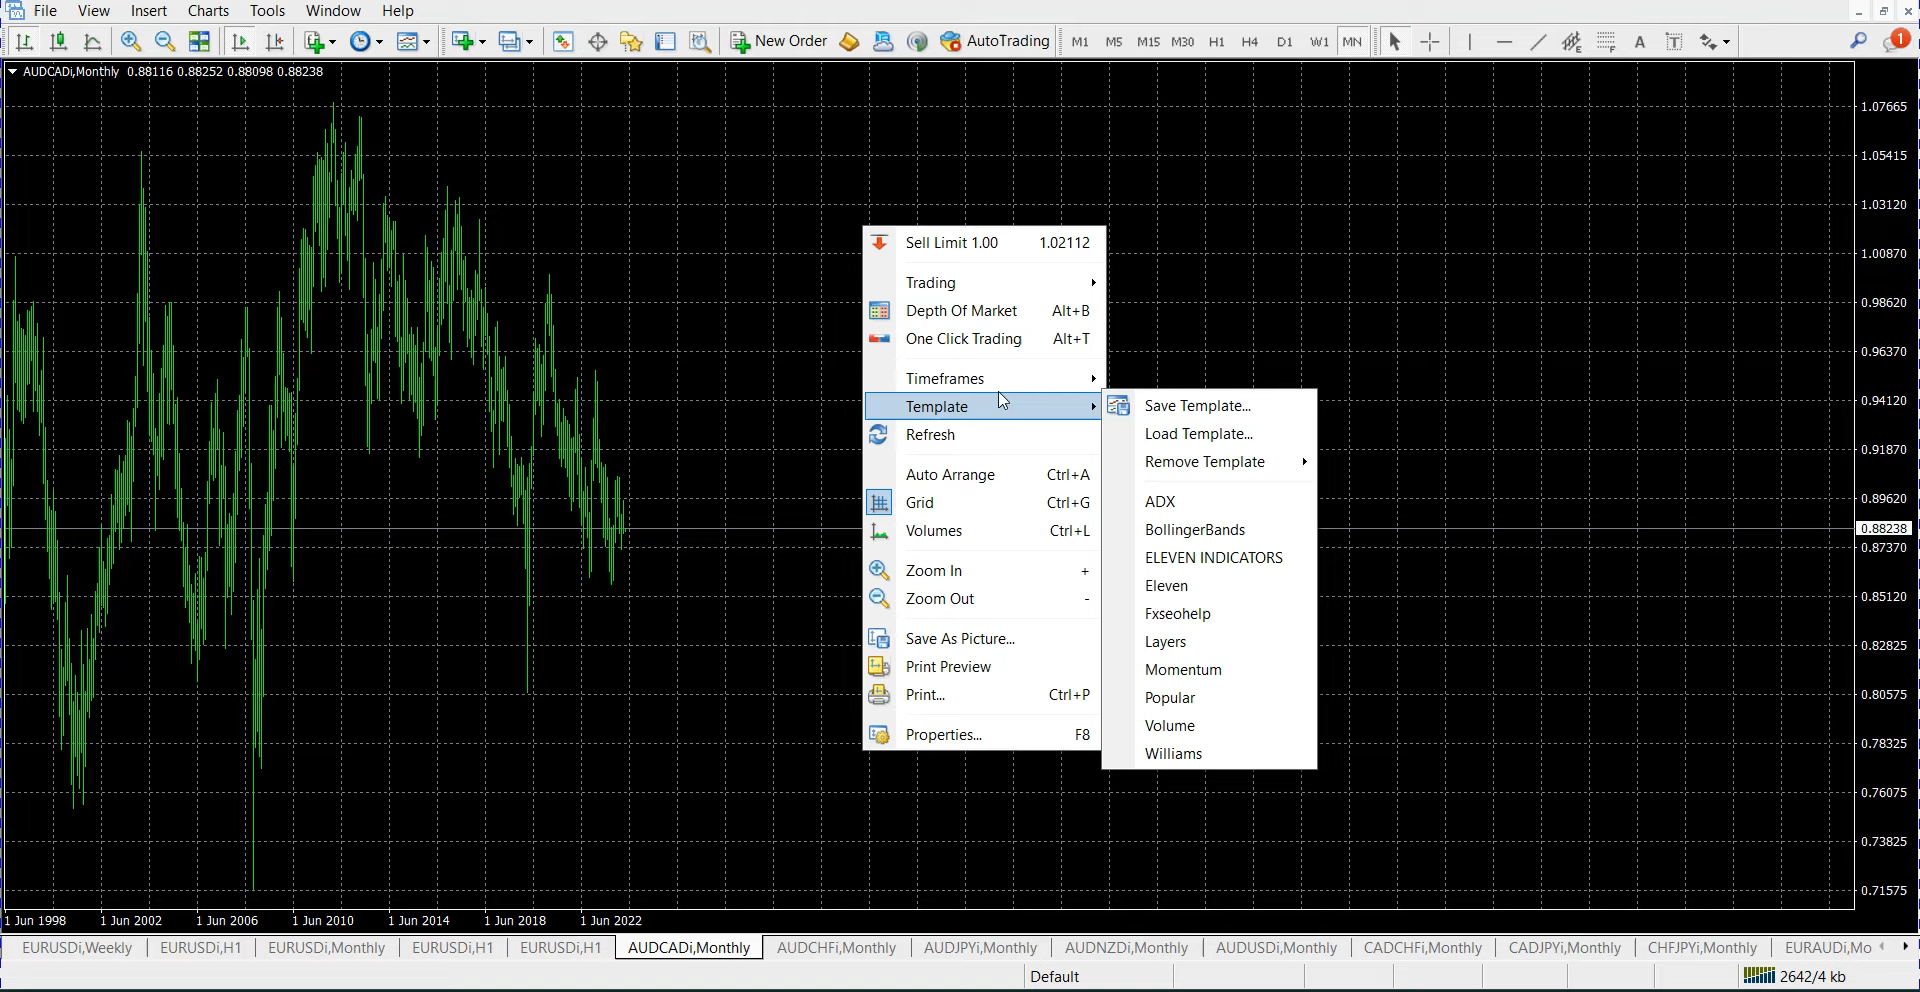 File View Insert Charts Tools Window Help
New Order AutoTrading M1 M5 M15 M30 H1 H4 D1 W1 MN A T 1
AUDCADi,Monthly 0.88116 0.88252 0.88098 0.88238
1.07665
1.05415
1.03120
1.00870
0.98620
0.96370
0.94120
0.91870
0.89620
0.88238
0.87370
0.85120
0.82825
0.80575
0.78325
0.76075
0.73825
0.71575
Sell Limit 1.00 1.02112
Trading
Depth Of Market Alt+B
One Click Trading Alt+T
Timeframes
Template
Refresh
Auto Arrange Ctrl+A
Grid Ctrl+G
Volumes Ctrl+L
Zoom In +
Zoom Out -
Save As Picture...
Print Preview
Print... Ctrl+P
Properties... F8
Save Template...
Load Template...
Remove Template
ADX
BollingerBands
ELEVEN INDICATORS
Eleven
Fxseohelp
Layers
Momentum
Popular
Volume
Williams
1 Jun 1998 1 Jun 2002 1 Jun 2006 1 Jun 2010 1 Jun 2014 1 Jun 2018 1 Jun 2022
EURUSDi,Weekly EURUSDi,H1 EURUSDi,Monthly EURUSDi,H1 EURUSDi,H1 AUDCADi,Monthly AUDCHFi,Monthly AUDJPYi,Monthly AUDNZDi,Monthly AUDUSDi,Monthly CADCHFi,Monthly CADJPYi,Monthly CHFJPYi,Monthly EURAUDi,Mo
Default 2642/4 kb